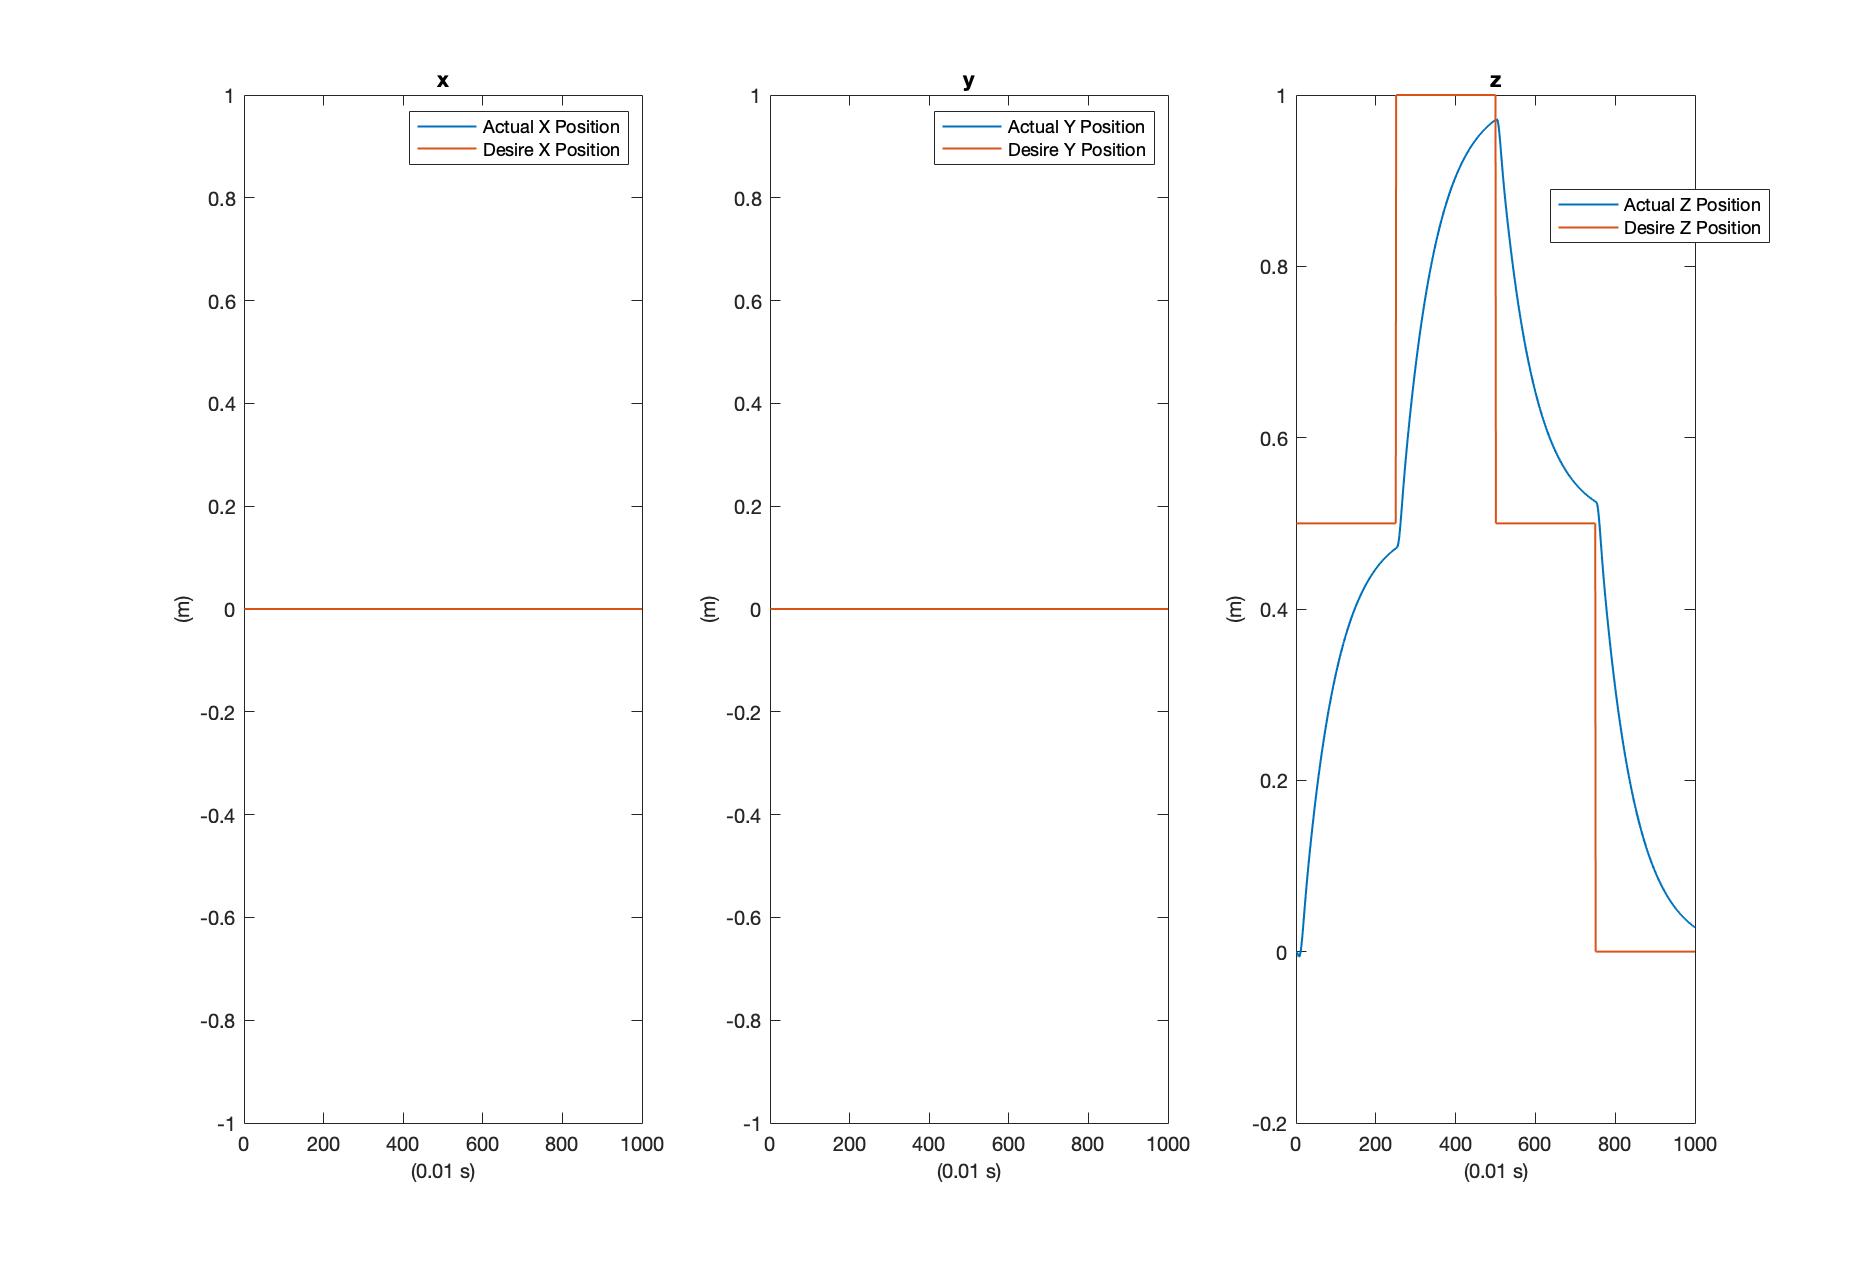 x
1
0.8
0.6
0.4
0.2
0
-0.2
-0.4
-0.6
-0.8
-1
(m)
Actual X Position
Desire X Position
0 200 400 600 800 1000
(0.01 s)
y
1
0.8
0.6
0.4
0.2
0
-0.2
-0.4
-0.6
-0.8
-1
(m)
Actual Y Position
Desire Y Position
0 200 400 600 800 1000
(0.01 s)
z
1
0.8
0.6
0.4
0.2
0
-0.2
(m)
Actual Z Position
Desire Z Position
0 200 400 600 800 1000
(0.01 s)